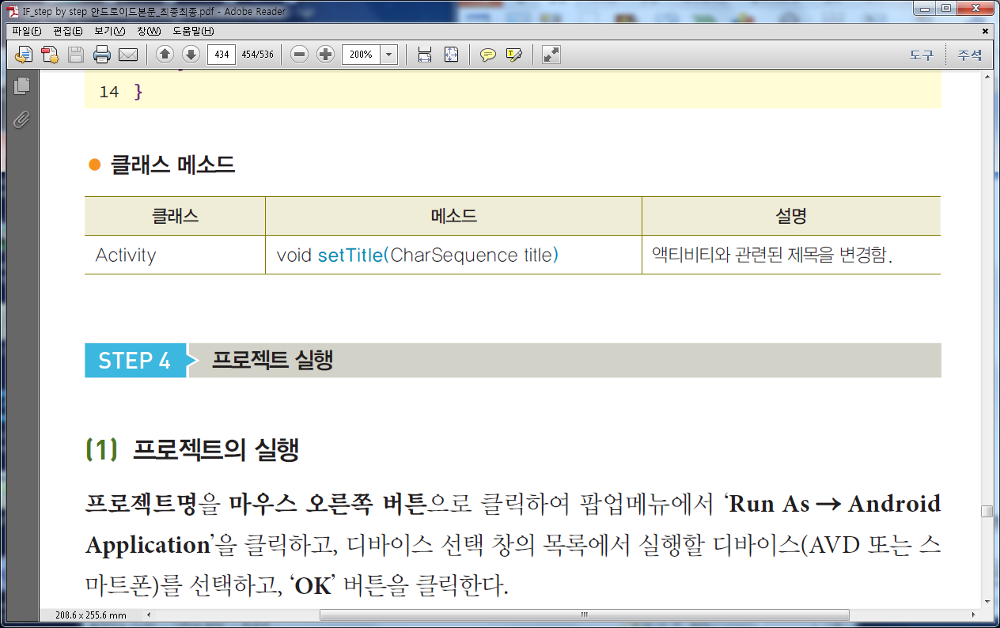 IF_step by step 안드로이드본문_최종최종.pdf - Adobe Reader
파일(F) 편집(E) 보기(V) 창(W) 도움말(H)
434 454/536 200% 도구 주석
14 }
클래스 메소드
클래스 메소드 설명
Activity void setTitle(CharSequence title) 액티비티와 관련된 제목을 변경함.
STEP 4 프로젝트 실행
(1) 프로젝트의 실행
프로젝트명을 마우스 오른쪽 버튼으로 클릭하여 팝업메뉴에서 ‘Run As → Android
Application’을 클릭하고, 디바이스 선택 창의 목록에서 실행할 디바이스(AVD 또는 스
마트폰)를 선택하고, ‘OK’ 버튼을 클릭한다.
208.6 x 255.6 mm